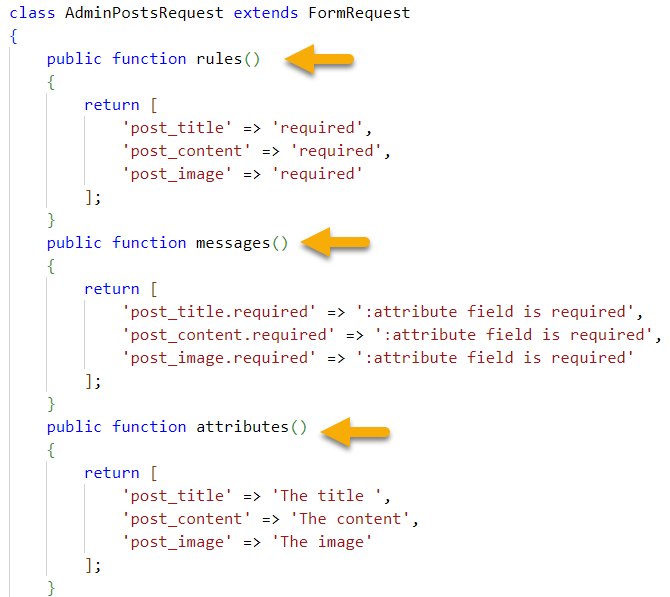 class AdminPostsRequest extends FormRequest
{
    public function rules()
    {
        return [
            'post_title' => 'required',
            'post_content' => 'required',
            'post_image' => 'required'
        ];
    }
    public function messages()
    {
        return [
            'post_title.required' => ':attribute field is required',
            'post_content.required' => ':attribute field is required',
            'post_image.required' => ':attribute field is required'
        ];
    }
    public function attributes()
    {
        return [
            'post_title' => 'The title ',
            'post_content' => 'The content',
            'post_image' => 'The image'
        ];
    }